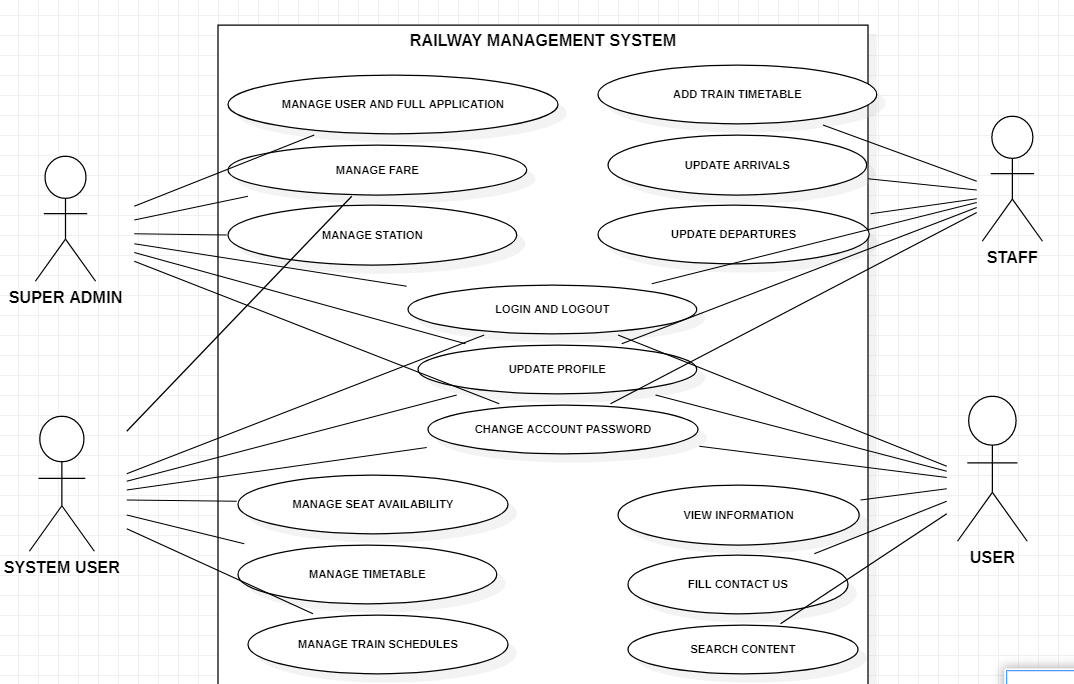 RAILWAY MANAGEMENT SYSTEM
MANAGE USER AND FULL APPLICATION
ADD TRAIN TIMETABLE
MANAGE FARE
UPDATE ARRIVALS
MANAGE STATION
UPDATE DEPARTURES
STAFF
SUPER ADMIN
LOGIN AND LOGOUT
UPDATE PROFILE
CHANGE ACCOUNT PASSWORD
MANAGE SEAT AVAILABILITY
VIEW INFORMATION
USER
SYSTEM USER
MANAGE TIMETABLE
FILL CONTACT US
MANAGE TRAIN SCHEDULES
SEARCH CONTENT